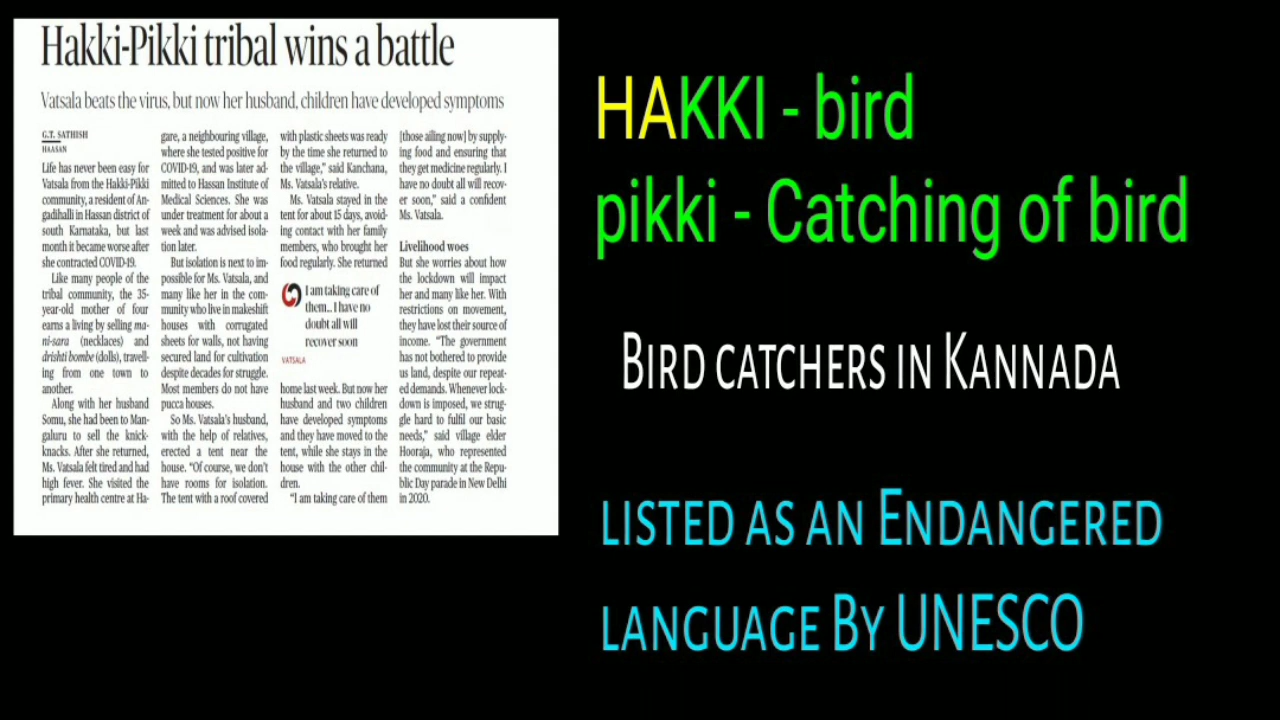 Hakki-Pikki tribal wins a battle
Vatsala beats the virus, but now her husband, children have developed symptoms
G.T. SATHISH
HAASAN
Life has never been easy for
Vatsala from the Hakki-Pikki
community, a resident of An-
gadihalli in Hassan district of
south Karnataka, but last
month it became worse after
she contracted COVID-19.
Like many people of the
tribal community, the 35-
year-old mother of four
earns a living by selling ma-
ni-sara (necklaces) and
drishti bombe (dolls), travell-
ing from one town to
another.
Along with her husband
Somu, she had been to Man-
galuru to sell the knick-
knacks. After she returned,
Ms. Vatsala felt tired and had
high fever. She visited the
primary health centre at Ha-
gare, a neighbouring village,
where she tested positive for
COVID-19, and was later ad-
mitted to Hassan Institute of
Medical Sciences. She was
under treatment for about a
week and was advised isola-
tion later.
But isolation is next to im-
possible for Ms. Vatsala, and
many like her in the com-
munity who live in makeshift
houses with corrugated
sheets for walls, not having
secured land for cultivation
despite decades for struggle.
Most members do not have
pucca houses.
So Ms. Vatsala's husband,
with the help of relatives,
erected a tent near the
house. "Of course, we don't
have rooms for isolation.
The tent with a roof covered
with plastic sheets was ready
by the time she returned to
the village," said Kanchana,
Ms. Vatsala's relative.
Ms. Vatsala stayed in the
tent for about 15 days, avoid-
ing contact with her family
members, who brought her
food regularly. She returned
I am taking care of
them... I have no
doubt all will
recover soon
VATSALA
home last week. But now her
husband and two children
have developed symptoms
and they have moved to the
tent, while she stays in the
house with the other chil-
dren.
"I am taking care of them
[those ailing now] by supply-
ing food and ensuring that
they get medicine regularly. I
have no doubt all will recov-
er soon," said a confident
Ms. Vatsala.
Livelihood woes
But she worries about how
the lockdown will impact
her and many like her. With
restrictions on movement,
they have lost their source of
income. "The government
has not bothered to provide
us land, despite our repeat-
ed demands. Whenever lock-
down is imposed, we strug-
gle hard to fulfil our basic
needs," said village elder
Hooraja, who represented
the community at the Repu-
blic Day parade in New Delhi
in 2020.
HAKKI - bird
pikki - Catching of bird
BIRD CATCHERS IN KANNADA
LISTED AS AN ENDANGERED
LANGUAGE BY UNESCO